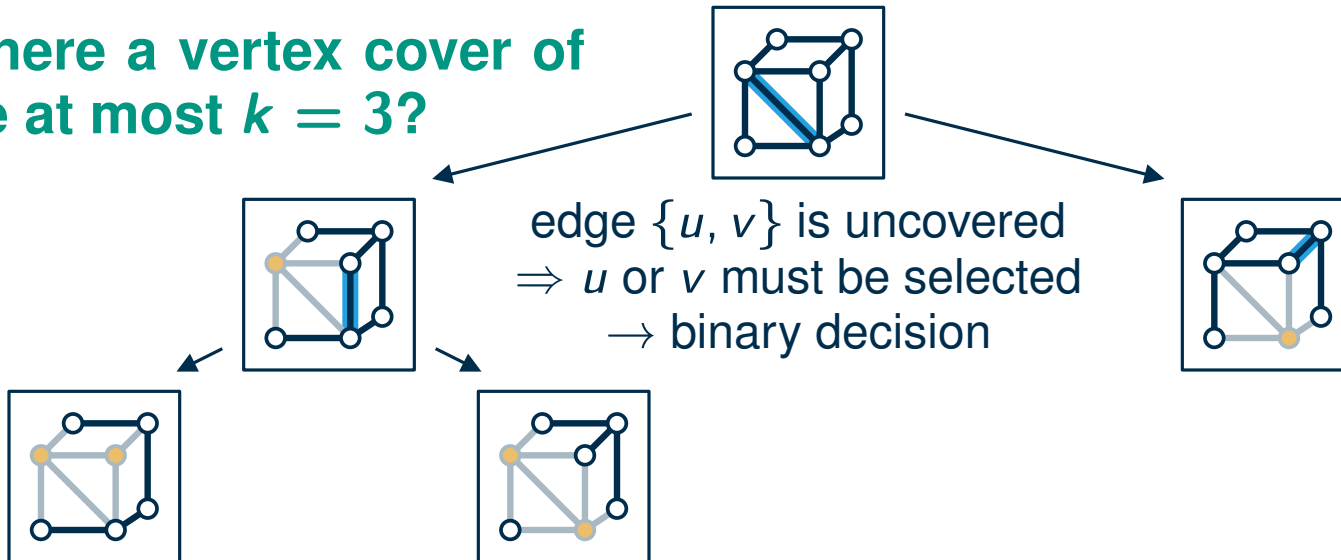 here a vertex cover of
at most k = 3?
edge {u, v} is uncovered
⇒ u or v must be selected
→ binary decision